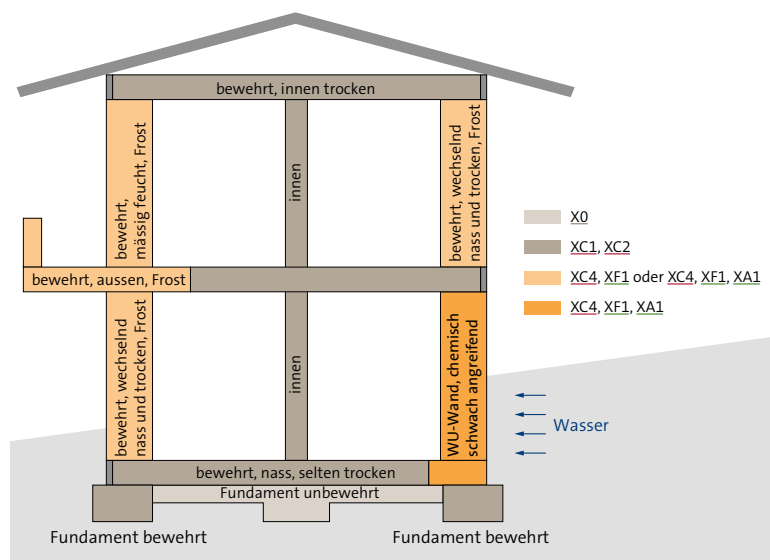 bewehrt, innen trocken
bewehrt,
mässig feucht, Frost
innen
bewehrt, wechselnd
nass und trocken, Frost
bewehrt, aussen, Frost
bewehrt, wechselnd
nass und trocken, Frost
innen
WU-Wand, chemisch
schwach angreifend
X0
XC1, XC2
XC4, XF1 oder XC4, XF1, XA1
XC4, XF1, XA1
Wasser
bewehrt, nass, selten trocken
Fundament unbewehrt
Fundament bewehrt
Fundament bewehrt